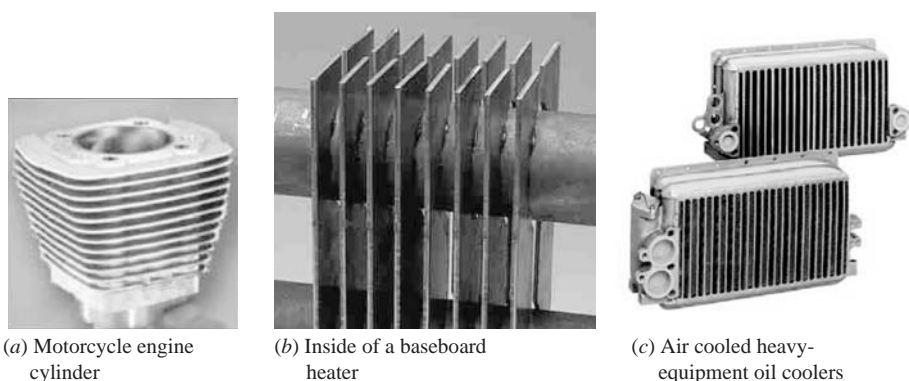 (a) Motorcycle engine
cylinder
(b) Inside of a baseboard
heater
(c) Air cooled heavy-
equipment oil coolers